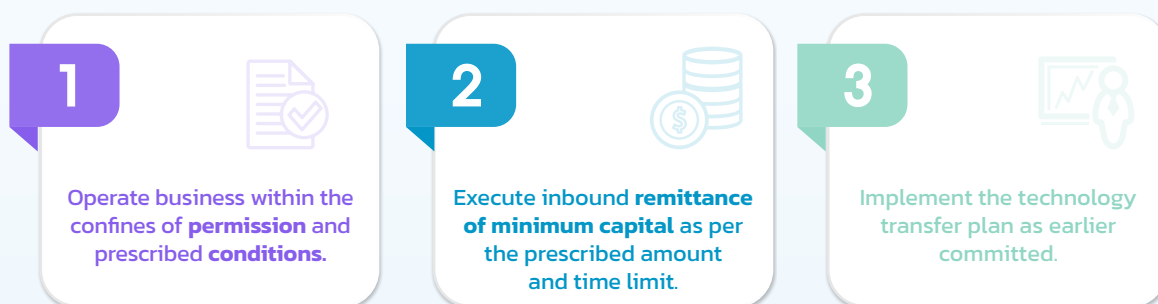 1
Operate business within the
confines of permission and
prescribed conditions.
2
$
Execute inbound remittance
of minimum capital as per
the prescribed amount
and time limit.
3
Implement the technology
transfer plan as earlier
committed.